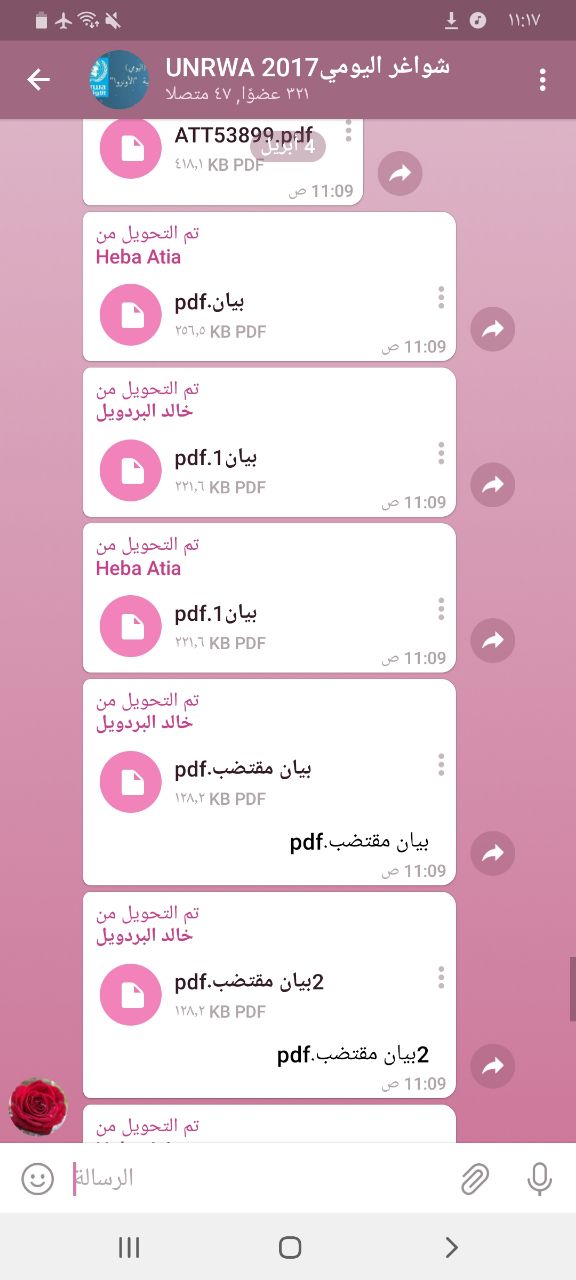 ١١:١٧
شواغر اليومي2017 UNRWA
٣٢١ عضوًا, ٤٧ متصلا
ATT53899.pdf
4 أبريل
٤١٨,١ KB PDF
11:09 ص
تم التحويل من
Heba Atia
بيان.pdf
٢٥٦,٥ KB PDF
11:09 ص
تم التحويل من
خالد البردويل
بيان1.pdf
٢٢١,٦ KB PDF
11:09 ص
تم التحويل من
Heba Atia
بيان1.pdf
٢٢١,٦ KB PDF
11:09 ص
تم التحويل من
خالد البردويل
بيان مقتضب.pdf
١٢٨,٢ KB PDF
بيان مقتضب.pdf
11:09 ص
تم التحويل من
خالد البردويل
2بيان مقتضب.pdf
١٢٨,٢ KB PDF
2بيان مقتضب.pdf
11:09 ص
تم التحويل من
الرسالة